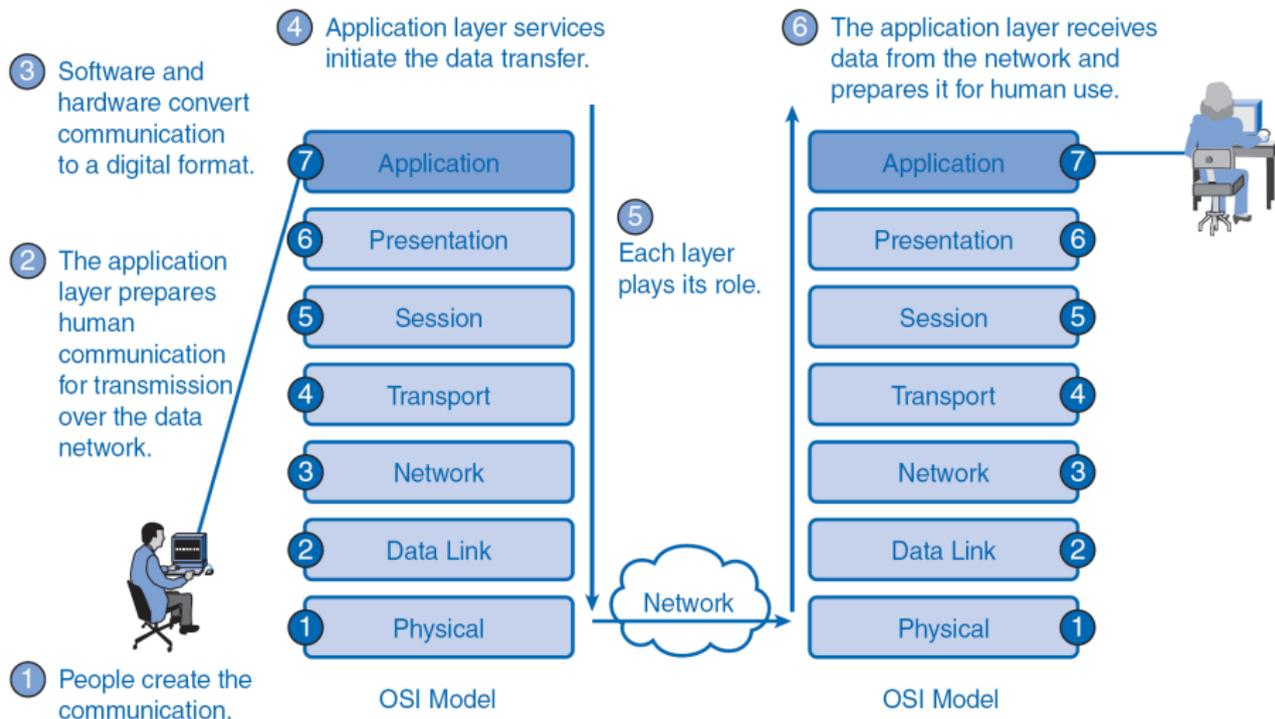 4 Application layer services
initiate the data transfer.
6 The application layer receives
data from the network and
prepares it for human use.
3 Software and
hardware convert
communication
to a digital format.
7 Application
Application 7
6 Presentation
5
Each layer
plays its role.
Presentation 6
2 The application
layer prepares
human
communication
for transmission
over the data
network.
5 Session
Session 5
4 Transport
Transport 4
3 Network
Network 3
2 Data Link
Data Link 2
Network
1 Physical
Physical 1
1 People create the
communication.
OSI Model
OSI Model